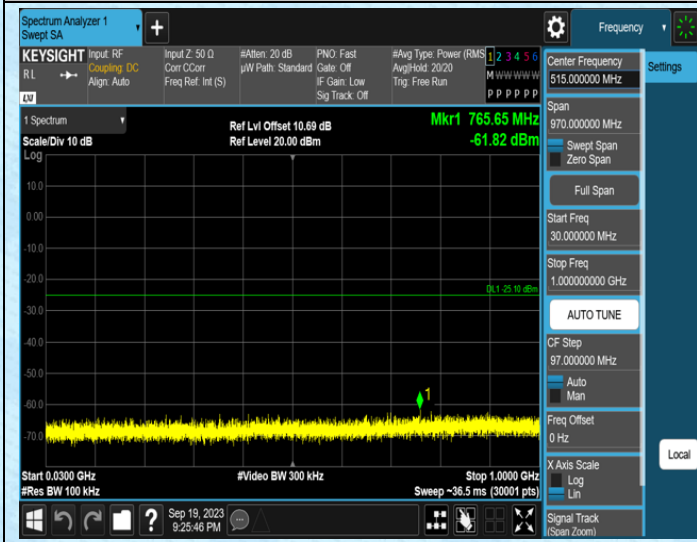 Spectrum Analyzer 1
Swept SA
+
Frequency
KEYSIGHT
Input: RF
Coupling: DC
Align: Auto
RL
LXI
Input Z: 50 Ω
Corr CCorr
Freq Ref: Int (S)
#Atten: 20 dB
µW Path: Standard
PNO: Fast
Gate: Off
IF Gain: Low
Sig Track: Off
#Avg Type: Power (RMS
Avg|Hold: 20/20
Trig: Free Run
1 2 3 4 5 6
M W W W W W
P P P P P P
1 Spectrum
Scale/Div 10 dB
Log
Ref Lvl Offset 10.69 dB
Ref Level 20.00 dBm
Mkr1 765.65 MHz
-61.82 dBm
10.0
0.00
-10.0
-20.0
-30.0
-40.0
-50.0
-60.0
-70.0
DL1 -25.10 dBm
1
Start 0.0300 GHz
#Res BW 100 kHz
#Video BW 300 kHz
Stop 1.0000 GHz
Sweep ~36.5 ms (30001 pts)
?
Sep 19, 2023
9:25:46 PM
Center Frequency
515.000000 MHz
Span
970.000000 MHz
Swept Span
Zero Span
Full Span
Start Freq
30.000000 MHz
Stop Freq
1.000000000 GHz
AUTO TUNE
CF Step
97.000000 MHz
Auto
Man
Freq Offset
0 Hz
X Axis Scale
Log
Lin
Signal Track
(Span Zoom)
Settings
Local